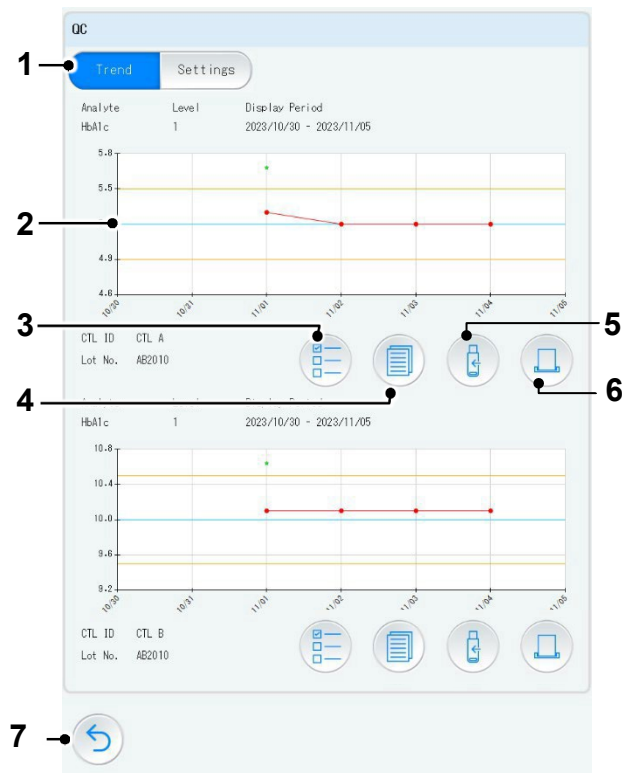 QC
1
Trend Settings
Analyte Level Display Period
HbA1c 1 2023/10/30 - 2023/11/05
5.8
5.5
2
4.9
4.6
10/30 10/31 11/01 11/02 11/03 11/04 11/05
3
5
CTL ID CTL A
Lot No. AB2010
4
6
HbA1c 1 2023/10/30 - 2023/11/05
10.8
10.4
10.0
9.6
9.2
10/30 10/31 11/01 11/02 11/03 11/04 11/05
CTL ID CTL B
Lot No. AB2010
7